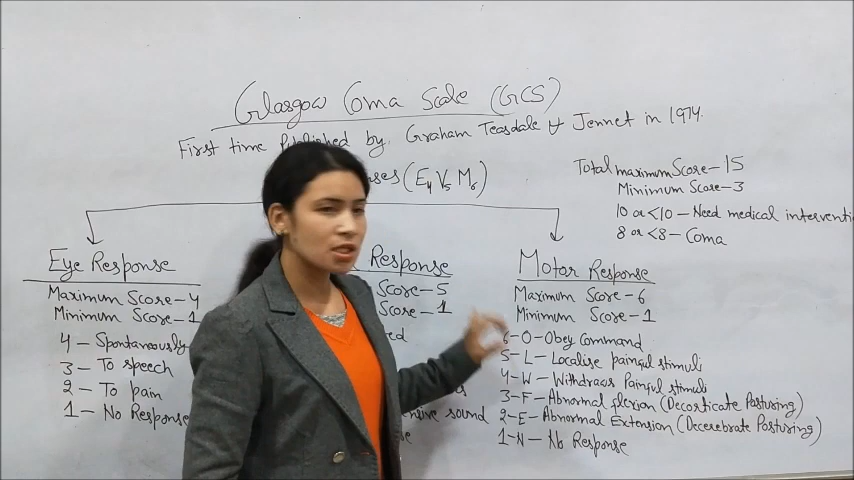 Glasgow Coma Scale (GCS)
First time Published by Graham Teasdale & Jennet in 1974.
(E4 V5 M6)
Total maximum Score - 15
Minimum Score - 3
10 or <10 - Need medical interventi
8 or <8 - Coma
Eye Response
Maximum Score - 4
Minimum Score - 1
4 - Spontaneously
3 - To speech
2 - To pain
1 - No Response
Response
Score - 5
Score - 1
sound
Motor Response
Maximum Score - 6
Minimum Score - 1
6 - O - Obey Command
5 - L - Localise painful stimuli
4 - W - Withdraws Painful stimuli
3 - F - Abnormal flexion (Decorticate Posturing)
2 - E - Abnormal Extension (Decerebrate Posturing)
1 - N - No Response